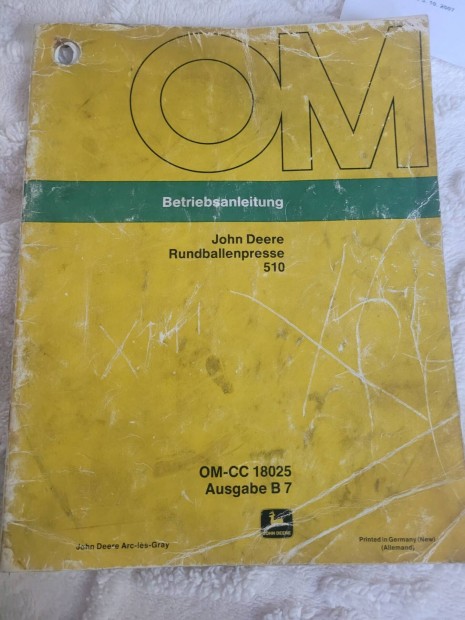 OM
Betriebsanleitung
John Deere
Rundballenpresse
510
OM-CC 18025
Ausgabe B 7
JOHN DEERE
John Deere Arc-lès-Gray
Printed in Germany (New)
(Allemand)